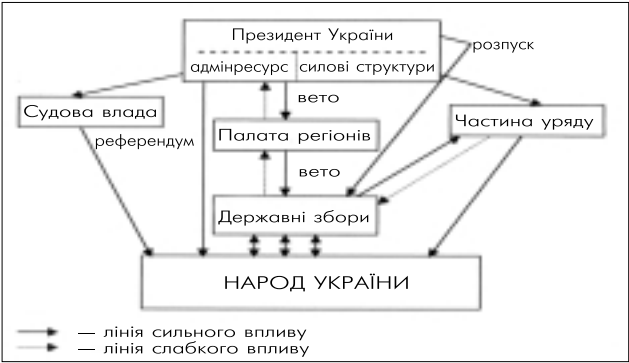 Президент України
розпуск
адмінресурс силові структури
вето
Судова влада
Палата регіонів
Частина уряду
референдум
вето
Державні збори
НАРОД УКРАЇНИ
— лінія сильного впливу
— лінія слабкого впливу